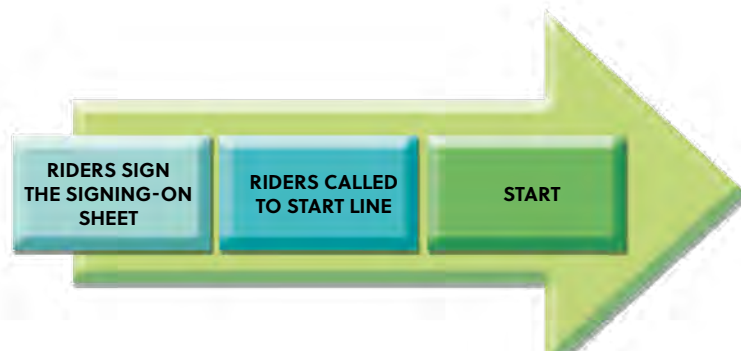 RIDERS SIGN
THE SIGNING-ON
SHEET
RIDERS CALLED
TO START LINE
START